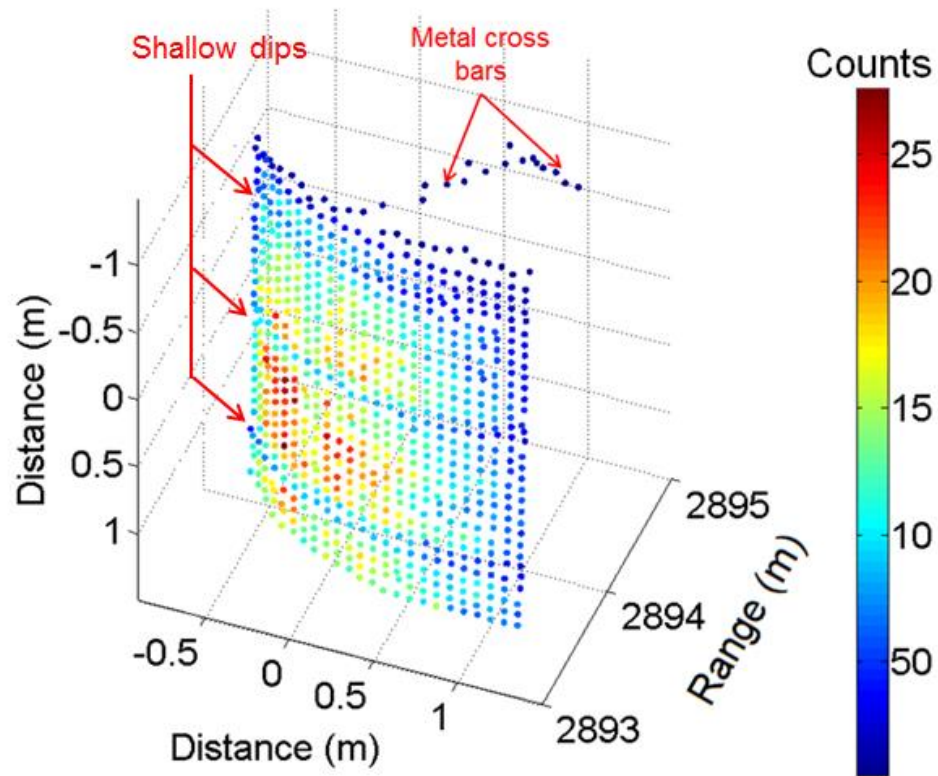 Shallow dips
Metal cross
bars
Counts
25
20
15
10
50
-1
-0.5
0
0.5
1
Distance (m)
-0.5
0
0.5
1
Distance (m)
2893
2894
2895
Range (m)